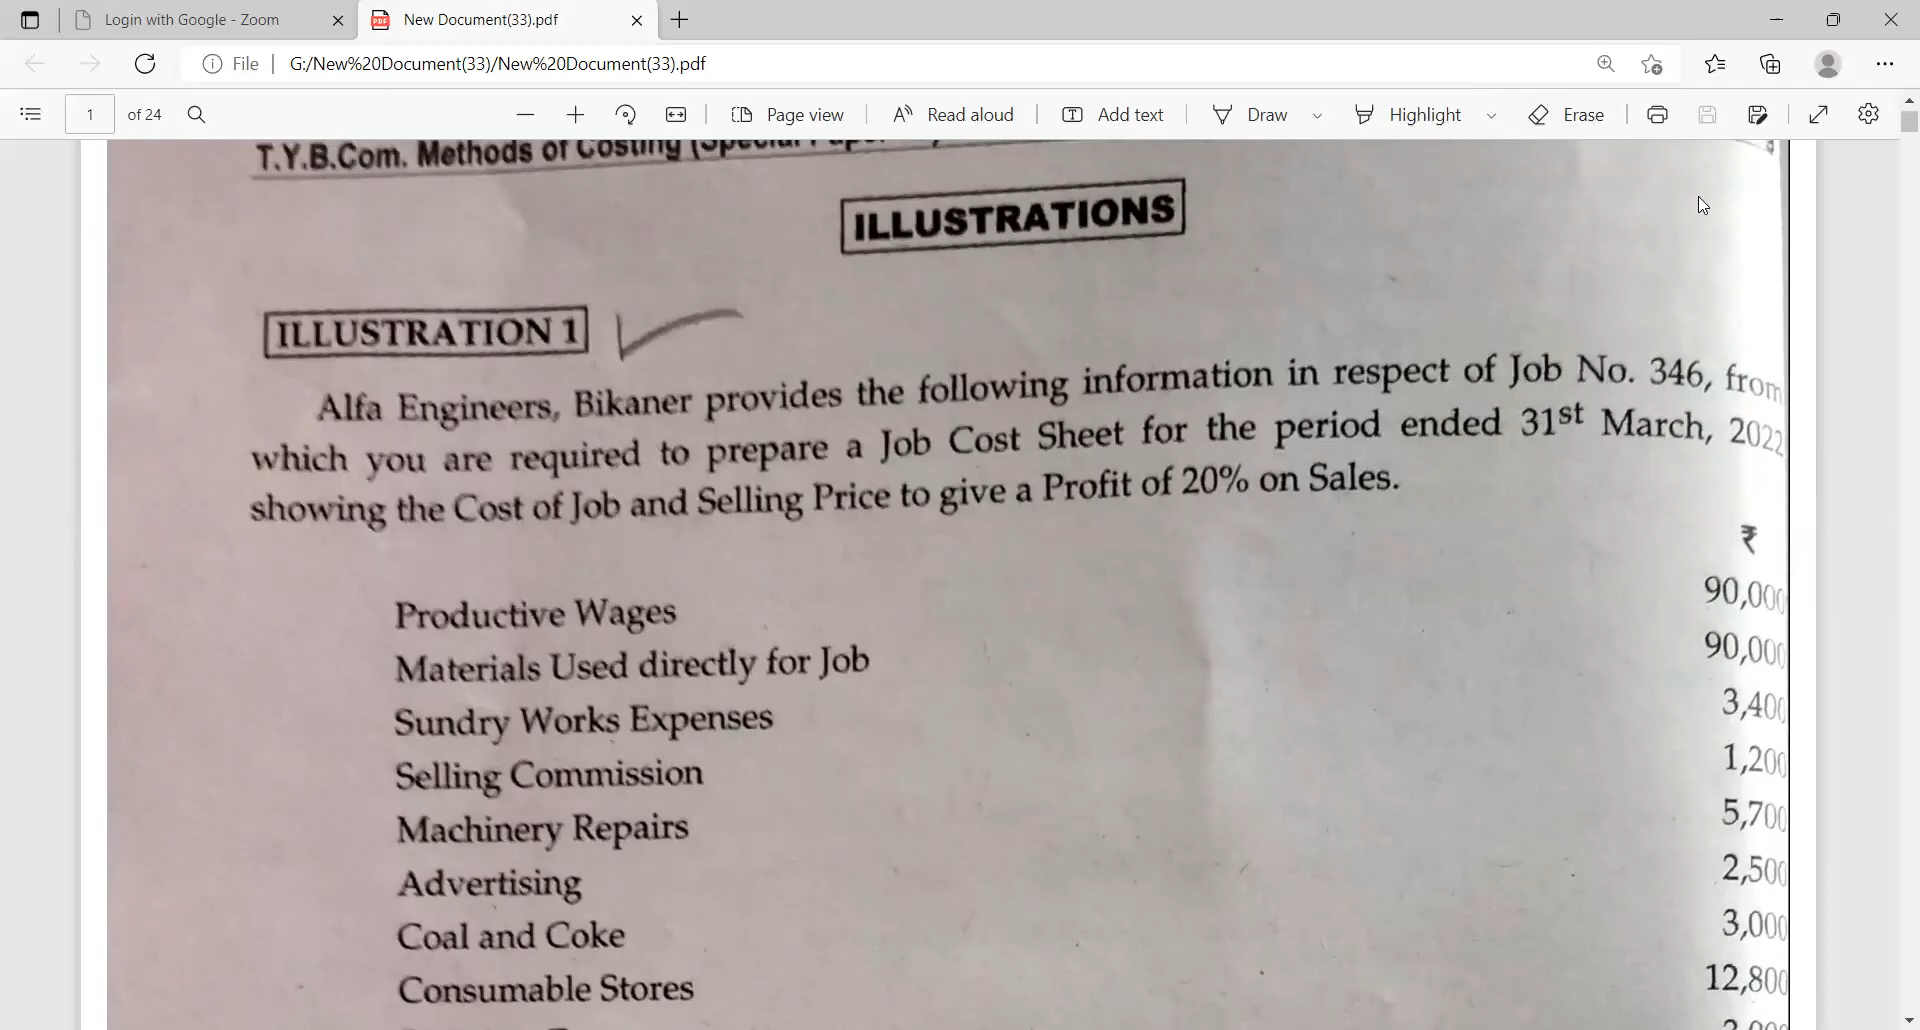 Login with Google - Zoom
New Document(33).pdf
File
G:/New%20Document(33)/New%20Document(33).pdf
1 of 24
Page view
Read aloud
Add text
Draw
Highlight
Erase
T.Y.B.Com. Methods of Costing (Special
ILLUSTRATIONS
ILLUSTRATION 1
Alfa Engineers, Bikaner provides the following information in respect of Job No. 346, from
which you are required to prepare a Job Cost Sheet for the period ended 31st March, 2022
showing the Cost of Job and Selling Price to give a Profit of 20% on Sales.
₹
Productive Wages 90,000
Materials Used directly for Job 90,000
Sundry Works Expenses 3,400
Selling Commission 1,200
Machinery Repairs 5,700
Advertising 2,500
Coal and Coke 3,000
Consumable Stores 12,800